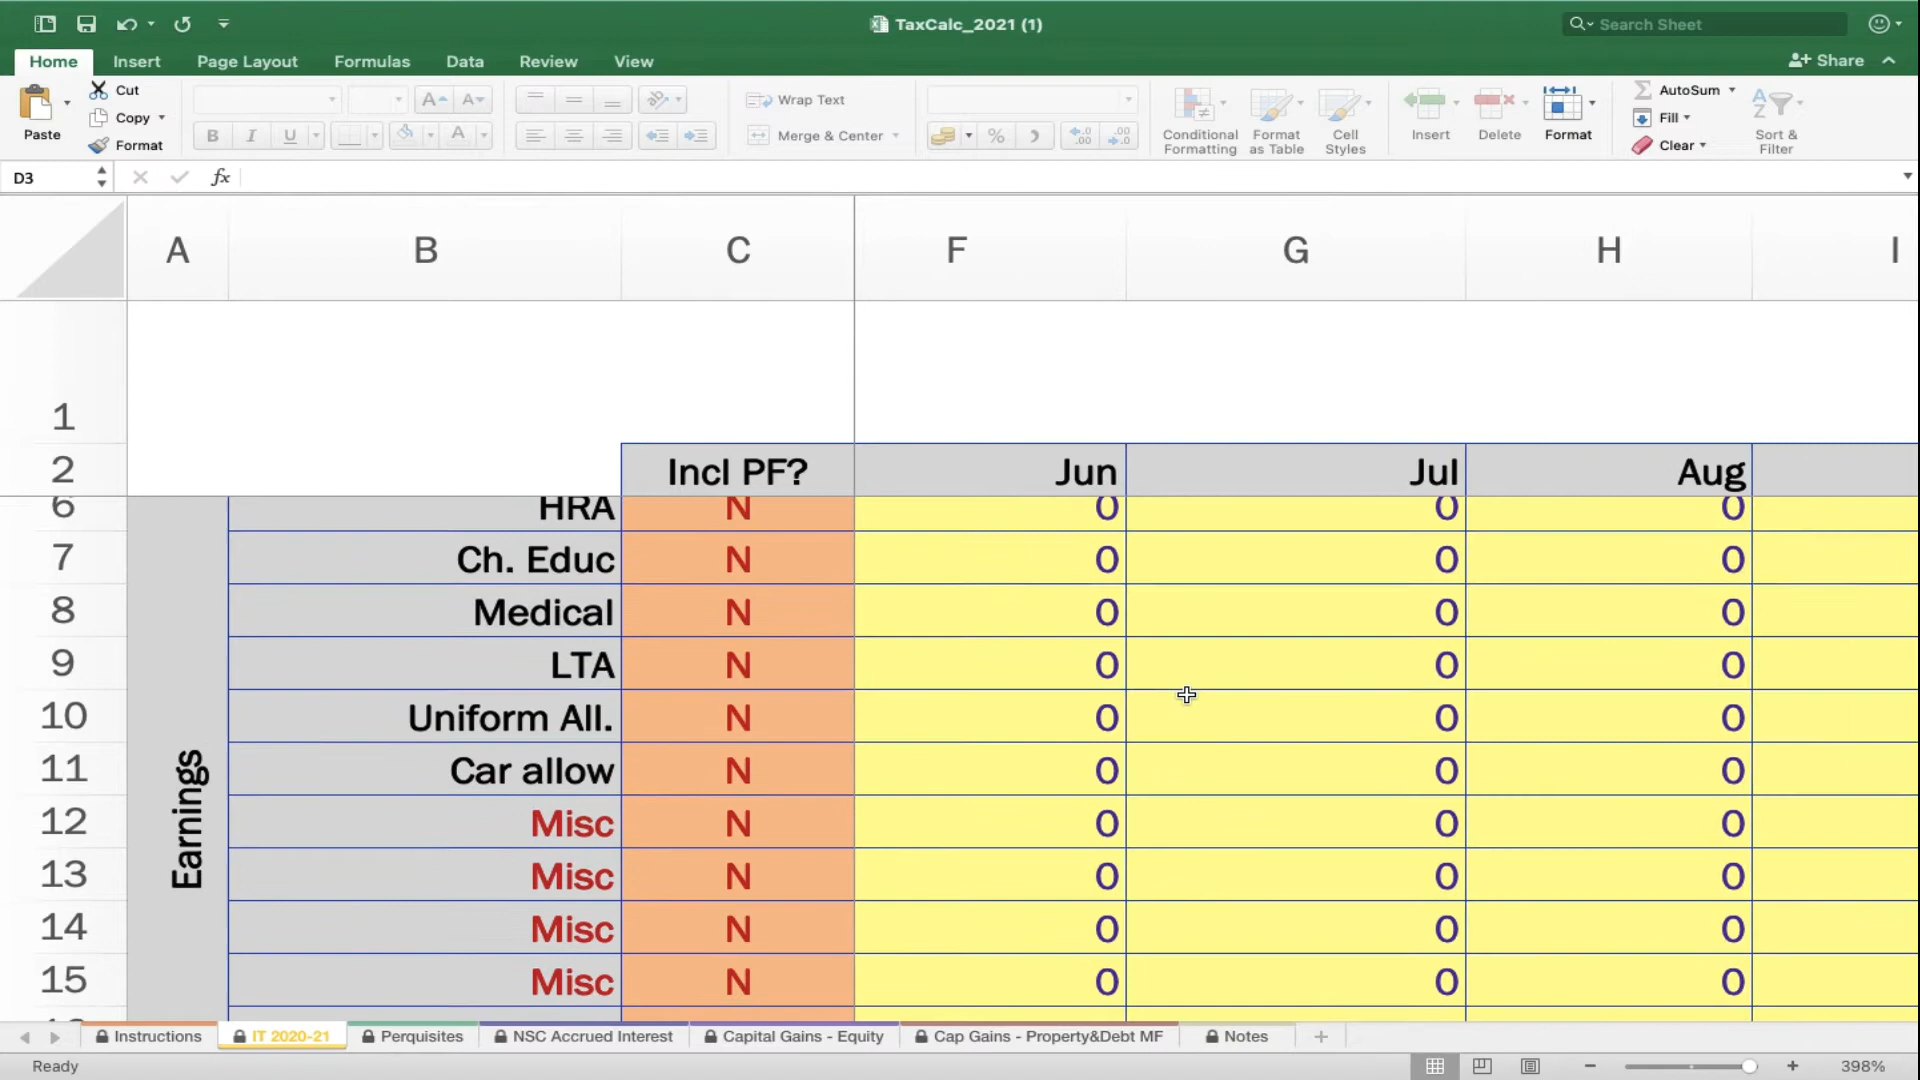 TaxCalc_2021 (1)
Search Sheet
Home Insert Page Layout Formulas Data Review View
Share
Paste
Cut
Copy
Format
A A
B I U A
Wrap Text
Merge & Center
%
.0 .00
.00 .0
Conditional Formatting
Format as Table
Cell Styles
Insert
Delete
Format
AutoSum
Fill
Clear
Sort & Filter
D3
fx
A B C F G H I
1
2 Incl PF? Jun Jul Aug
6 HRA N 0 0 0
7 Ch. Educ N 0 0 0
8 Medical N 0 0 0
9 LTA N 0 0 0
10 Uniform All. N 0 0 0
11 Car allow N 0 0 0
12 Misc N 0 0 0
13 Misc N 0 0 0
14 Misc N 0 0 0
15 Misc N 0 0 0
Earnings
Instructions IT 2020-21 Perquisites NSC Accrued Interest Capital Gains - Equity Cap Gains - Property&Debt MF Notes +
Ready
398%